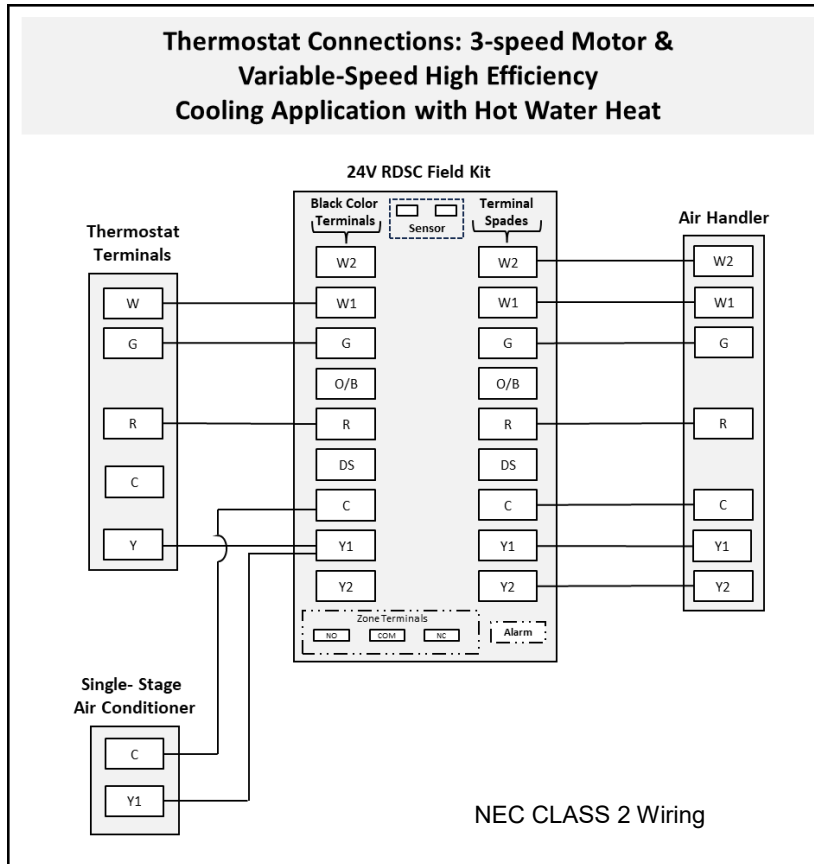 Thermostat Connections: 3-speed Motor &
Variable-Speed High Efficiency
Cooling Application with Hot Water Heat
24V RDSC Field Kit
Black Color
Terminals
Sensor
Terminal
Spades
Thermostat
Terminals
Air Handler
W2
W2
W2
W
W1
W1
W1
G
G
G
G
O/B
O/B
R
R
R
R
DS
DS
C
C
C
C
Y
Y1
Y1
Y1
Y2
Y2
Y2
Zone Terminals
NO
COM
NC
Alarm
Single- Stage
Air Conditioner
C
Y1
NEC CLASS 2 Wiring